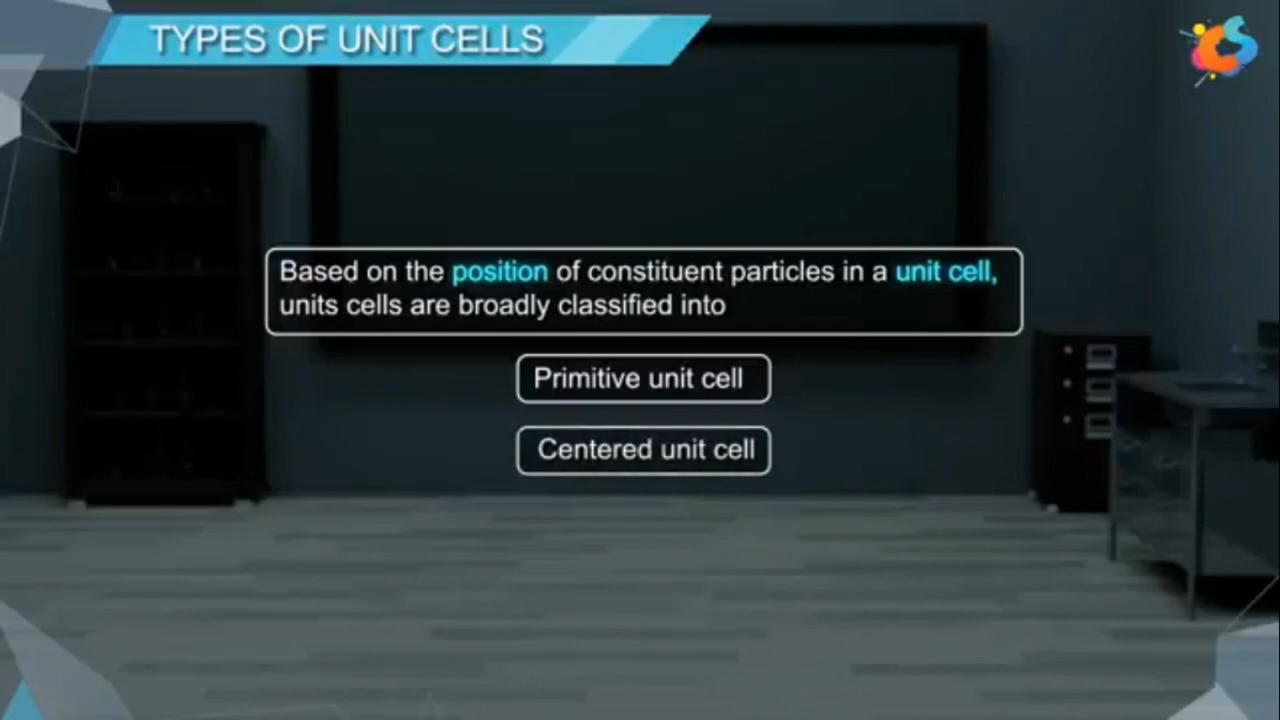 TYPES OF UNIT CELLS
Based on the position of constituent particles in a unit cell,
units cells are broadly classified into
Primitive unit cell
Centered unit cell